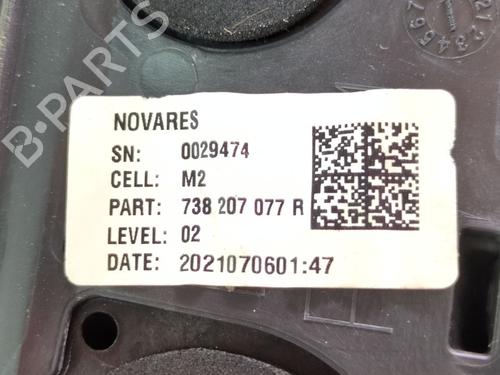 B-PARTS
NOVARES
SN: 0029474
CELL: M2
PART: 738 207 077 R
LEVEL: 02
DATE: 2021070601:47